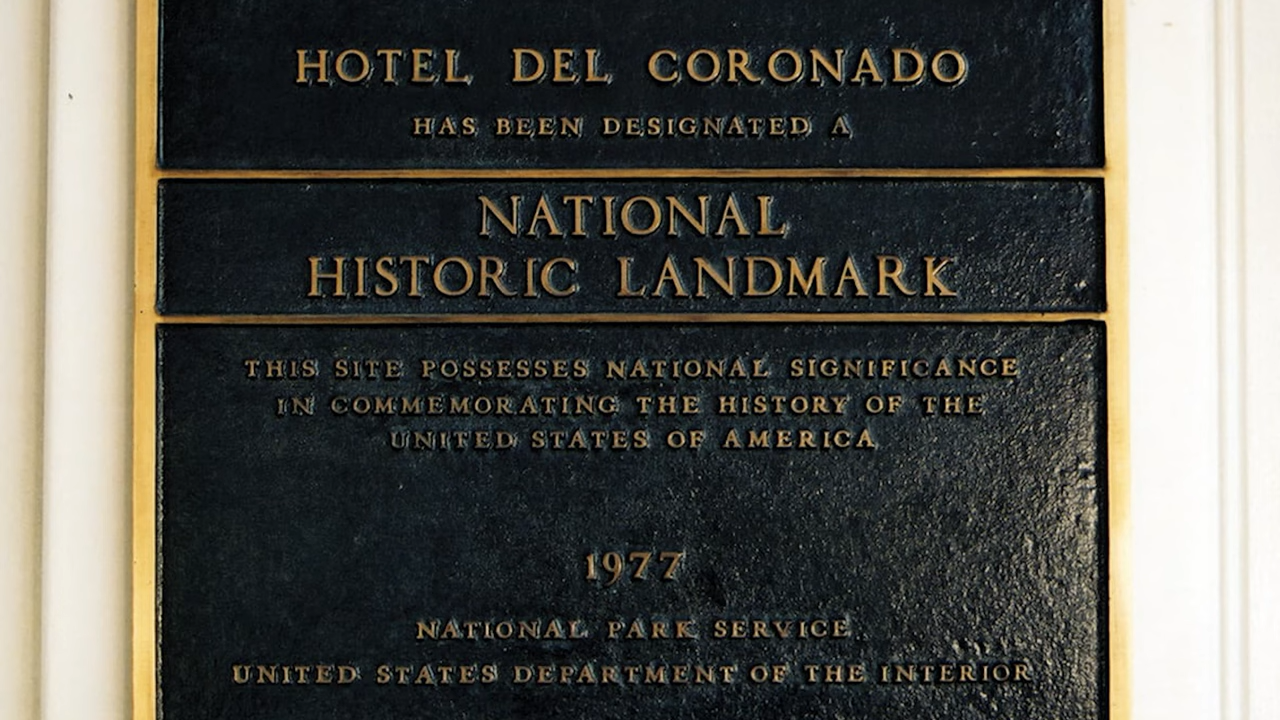 HOTEL DEL CORONADO
HAS BEEN DESIGNATED A
NATIONAL
HISTORIC LANDMARK
THIS SITE POSSESSES NATIONAL SIGNIFICANCE
IN COMMEMORATING THE HISTORY OF THE
UNITED STATES OF AMERICA
1977
NATIONAL PARK SERVICE
UNITED STATES DEPARTMENT OF THE INTERIOR